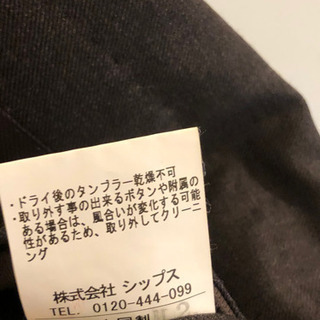 ・ドライ後のタンブラー乾燥不可
・取り外す事の出来るボタンや附属の
ある場合は、風合いが変化する可能
性があるため、取り外してクリーニ
ング
株式会社 シップス
TEL. 0120-444-099